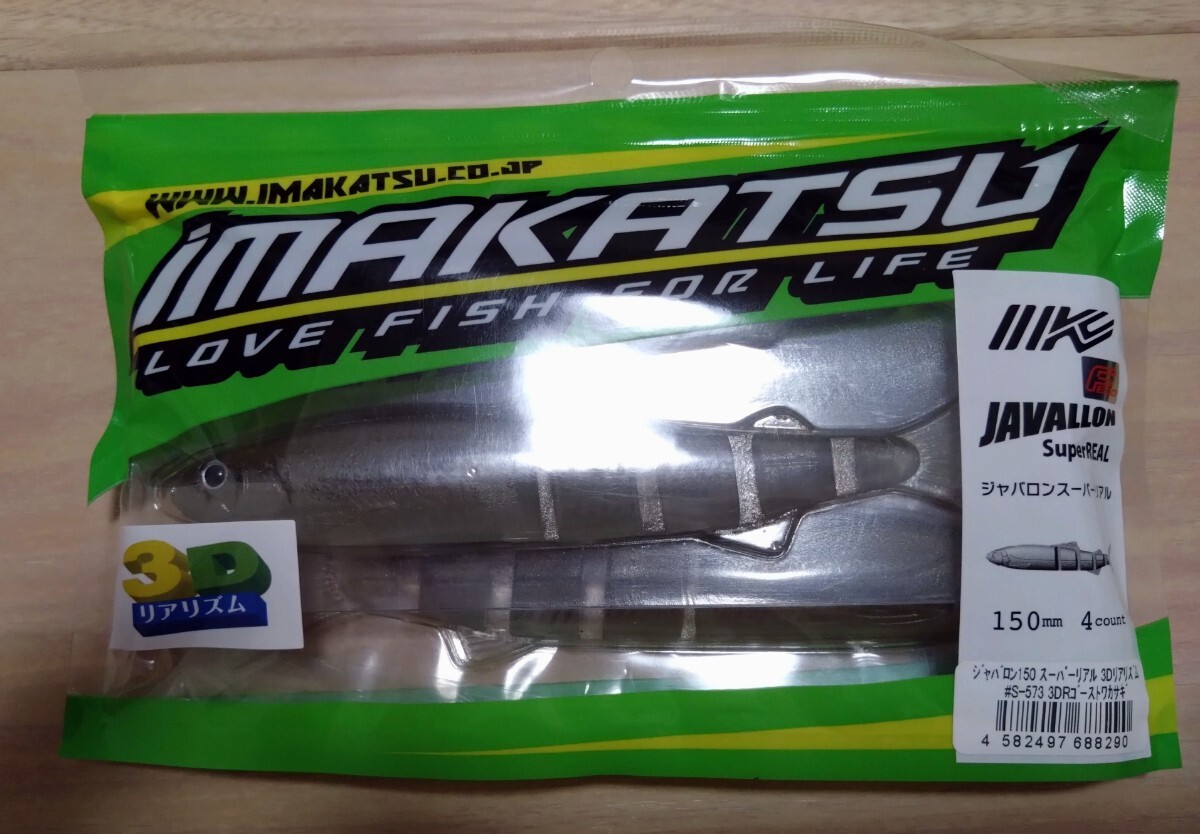 WWW.IMAKATSU.CO.JP
IMAKATSU
LOVE FISH FOR LIFE
IK
JAVALLON
SuperREAL
ジャバロンスーパーリアル
150mm 4count
ジャバロン150 スーパーリアル 3Dリアリズム
#S-573 3DRゴーストワカサギ
4 582497 688290
3D
リアリズム